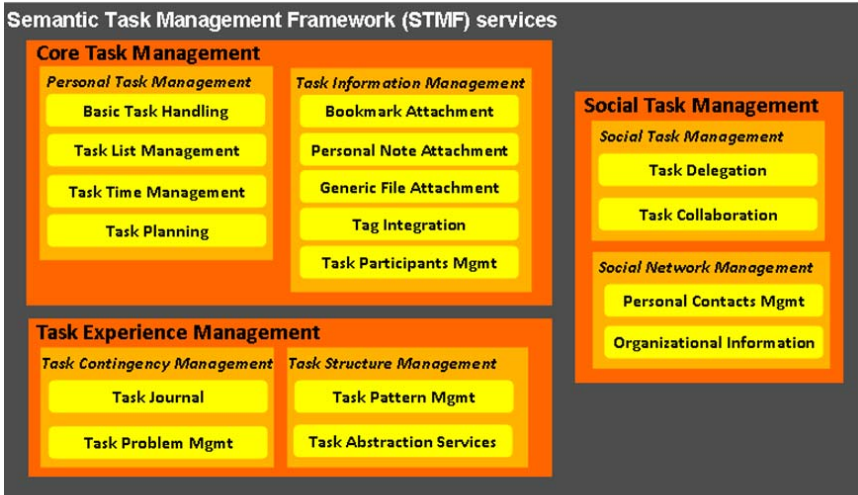 Semantic Task Management Framework (STMF) services
Core Task Management
Personal Task Management
Basic Task Handling
Task List Management
Task Time Management
Task Planning
Task Information Management
Bookmark Attachment
Personal Note Attachment
Generic File Attachment
Tag Integration
Task Participants Mgmt
Social Task Management
Social Task Management
Task Delegation
Task Collaboration
Social Network Management
Personal Contacts Mgmt
Organizational Information
Task Experience Management
Task Contingency Management
Task Journal
Task Problem Mgmt
Task Structure Management
Task Pattern Mgmt
Task Abstraction Services